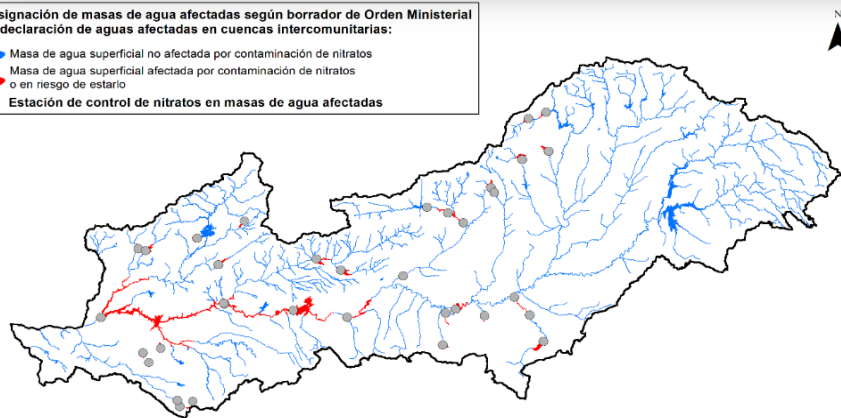 signación de masas de agua afectadas según borrador de Orden Ministerial
declaración de aguas afectadas en cuencas intercomunitarias:
Masa de agua superficial no afectada por contaminación de nitratos
Masa de agua superficial afectada por contaminación de nitratos
o en riesgo de estarlo
Estación de control de nitratos en masas de agua afectadas
N